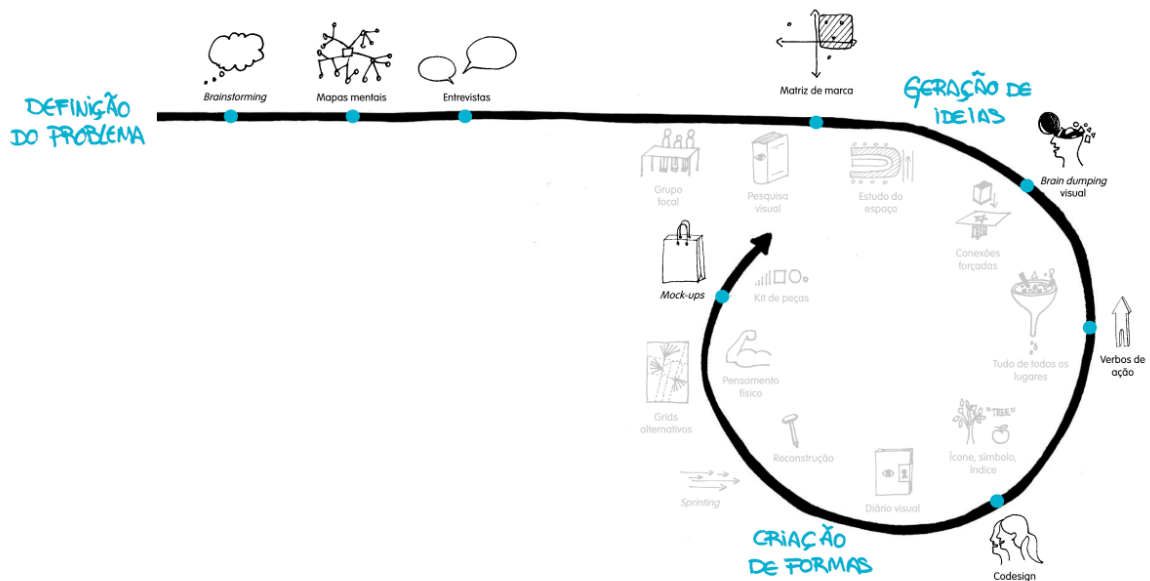 DEFINIÇÃO
DO PROBLEMA
Brainstorming
Mapas mentais
Entrevistas
Matriz de marca
GERAÇÃO DE
IDEIAS
Brain dumping
visual
Grupo
focal
Pesquisa
visual
Estudo do
espaço
Conexões
forçadas
Mock-ups
Kit de peças
Tudo de todos os
lugares
Verbos de
ação
Pensamento
físico
Grids
alternativos
Reconstrução
"TREE"
Ícone, símbolo,
índice
Sprinting
Diário visual
CRIAÇÃO
DE FORMAS
Codesign